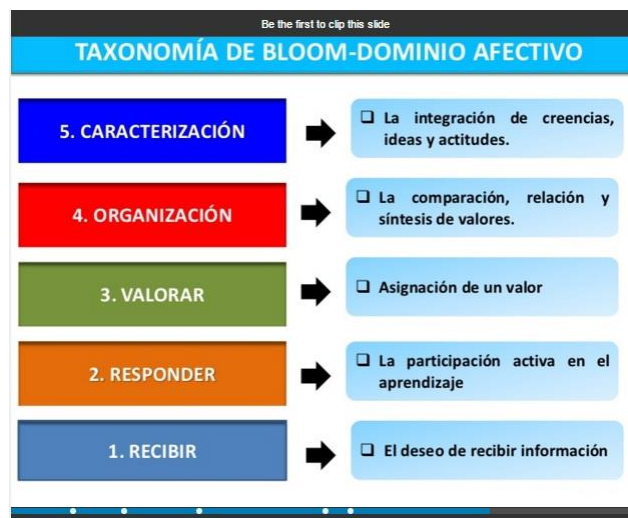 Be the first to clip this slide
TAXONOMÍA DE BLOOM-DOMINIO AFECTIVO
5. CARACTERIZACIÓN
La integración de creencias,
ideas y actitudes.
4. ORGANIZACIÓN
La comparación, relación y
síntesis de valores.
3. VALORAR
Asignación de un valor
2. RESPONDER
La participación activa en el
aprendizaje
1. RECIBIR
El deseo de recibir información